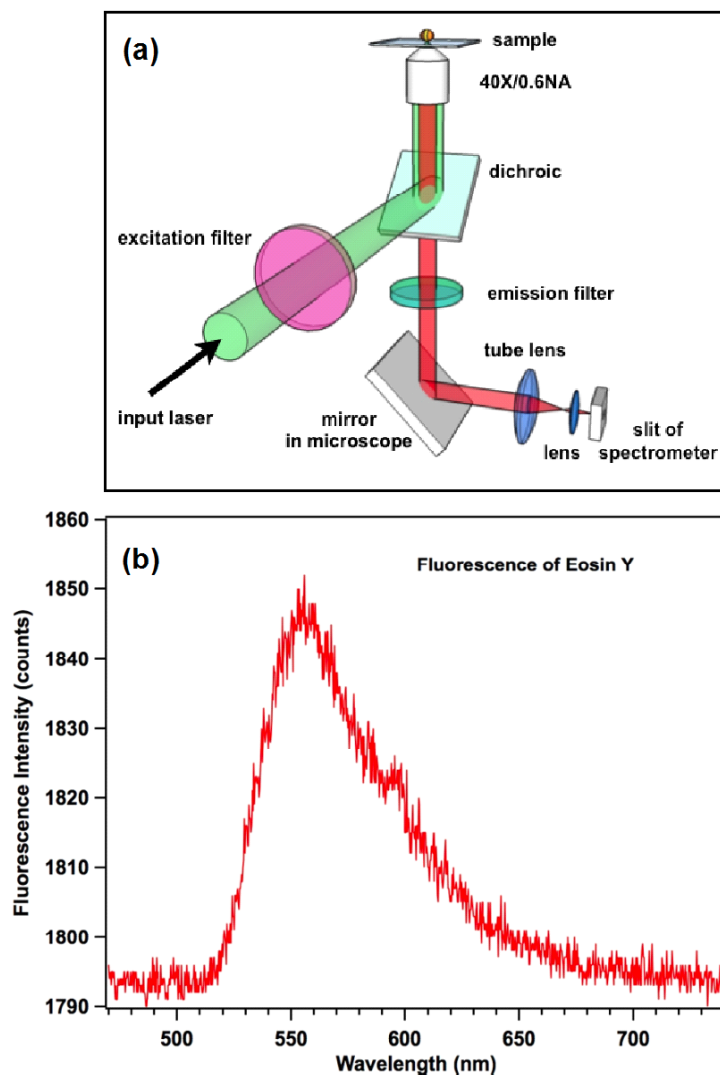 (a)
sample
40X/0.6NA
dichroic
excitation filter
emission filter
tube lens
input laser
mirror
in microscope
lens
slit of
spectrometer
(b)
Fluorescence of Eosin Y
Fluorescence Intensity (counts)
1860
1850
1840
1830
1820
1810
1800
1790
500
550
600
650
700
Wavelength (nm)